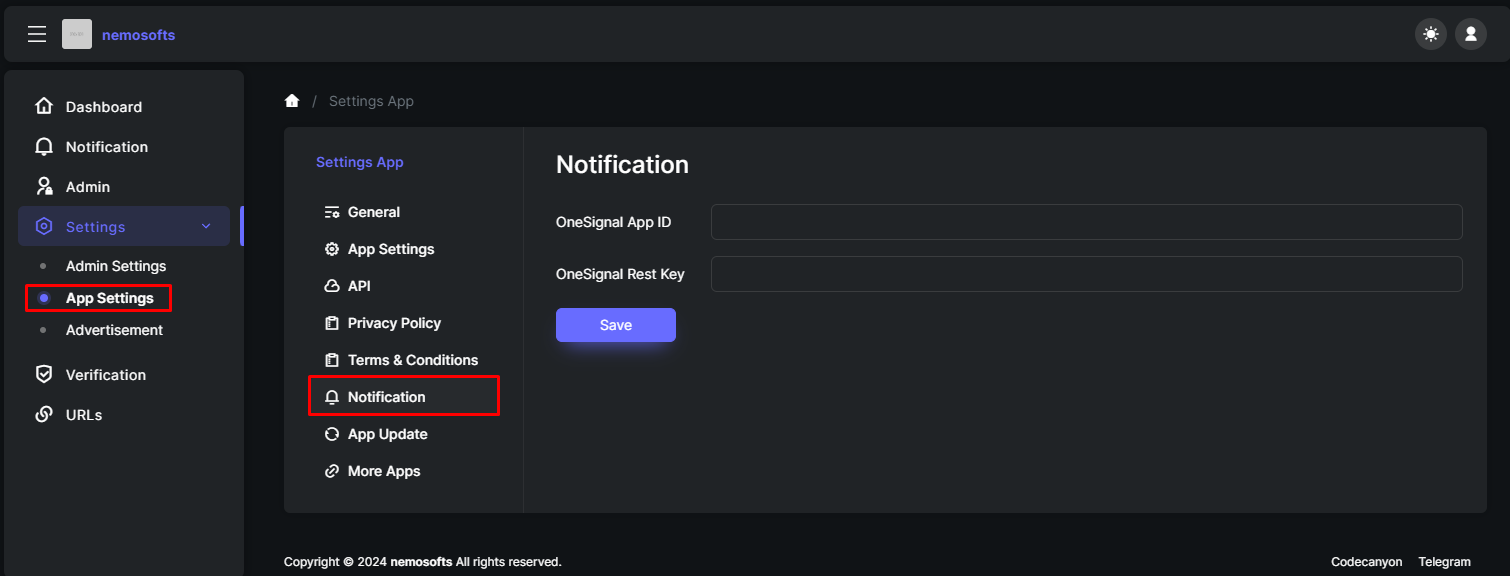 nemosofts
Dashboard
Notification
Admin
Settings
Admin Settings
App Settings
Advertisement
Verification
URLs
/ Settings App
Settings App
General
App Settings
API
Privacy Policy
Terms & Conditions
Notification
App Update
More Apps
Notification
OneSignal App ID
OneSignal Rest Key
Save
Copyright © 2024 nemosofts All rights reserved.
Codecanyon Telegram